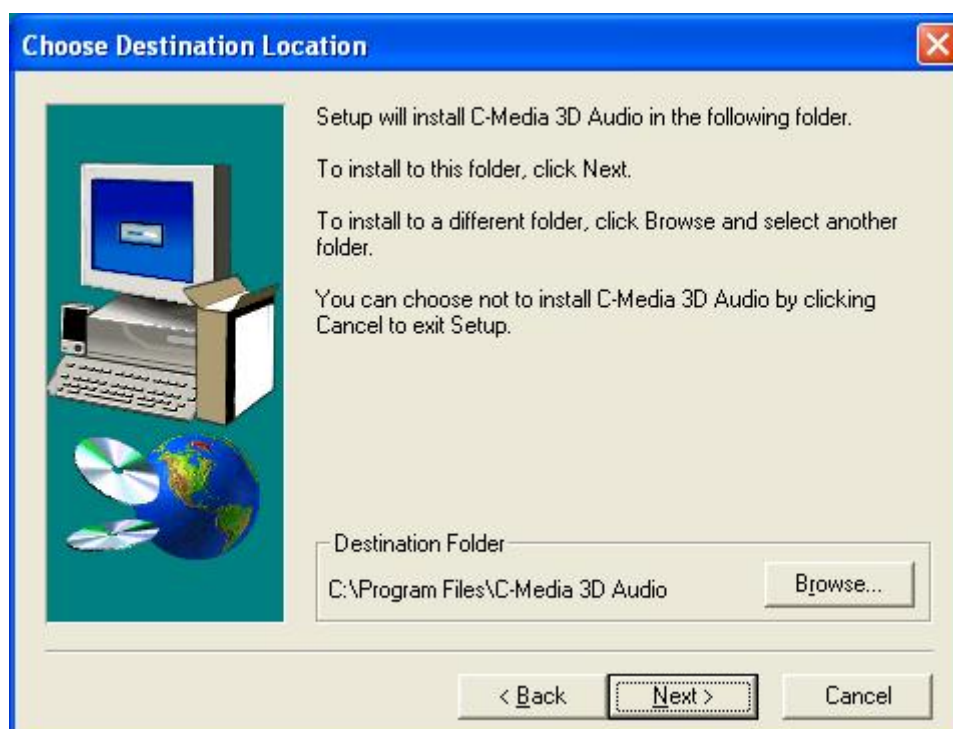 Choose Destination Location
Setup will install C-Media 3D Audio in the following folder.
To install to this folder, click Next.
To install to a different folder, click Browse and select another
folder.
You can choose not to install C-Media 3D Audio by clicking
Cancel to exit Setup.
Destination Folder
C:\Program Files\C-Media 3D Audio
Browse...
< Back
Next >
Cancel